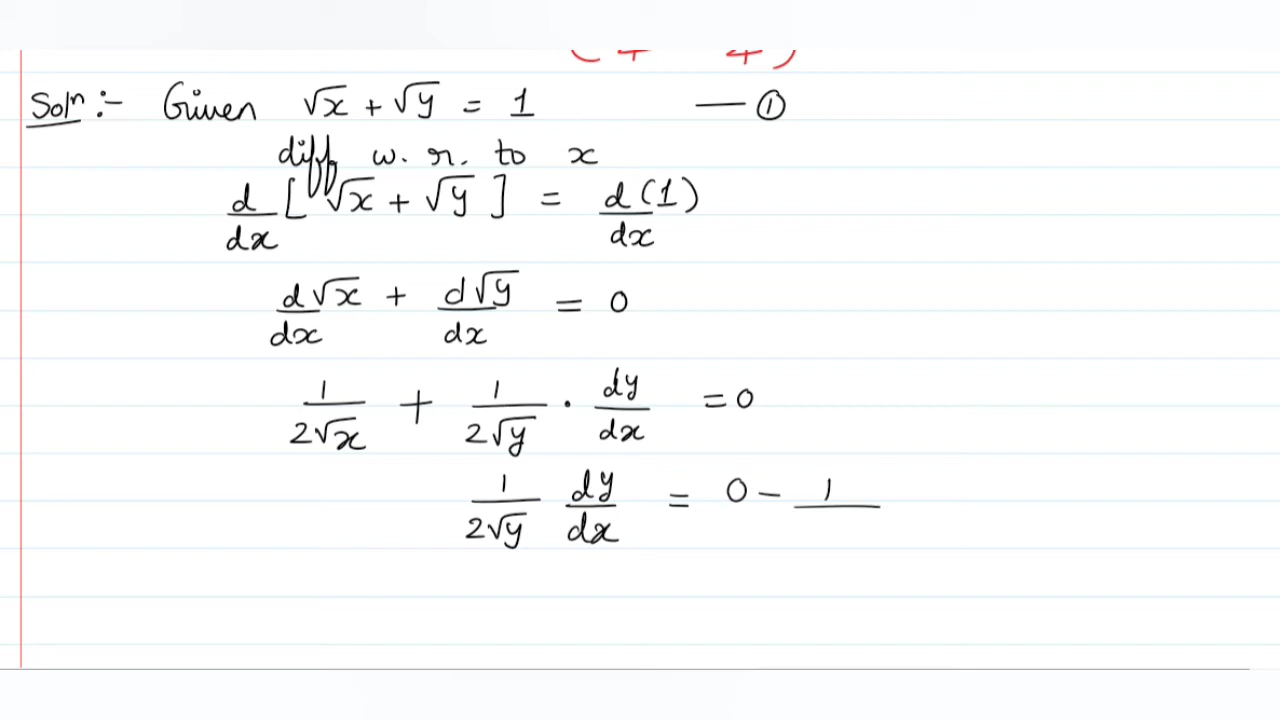 Solⁿ :- Given √x + √y = 1 — ①
diff w. r. to x
d/dx [ √x + √y ] = d(1)/dx
d√x/dx + d√y/dx = 0
1/2√x + 1/2√y · dy/dx = 0
1/2√y dy/dx = 0 - 1/